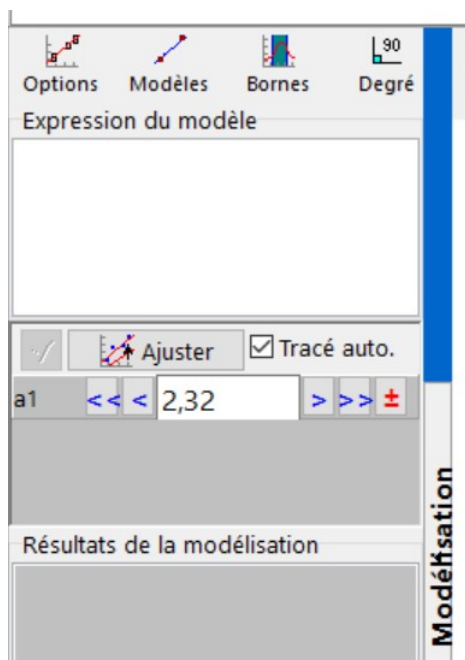 90
Options Modèles Bornes Degré
Expression du modèle
Ajuster Tracé auto.
a1 << < 2,32 > >> ±
Résultats de la modélisation
Modélisation